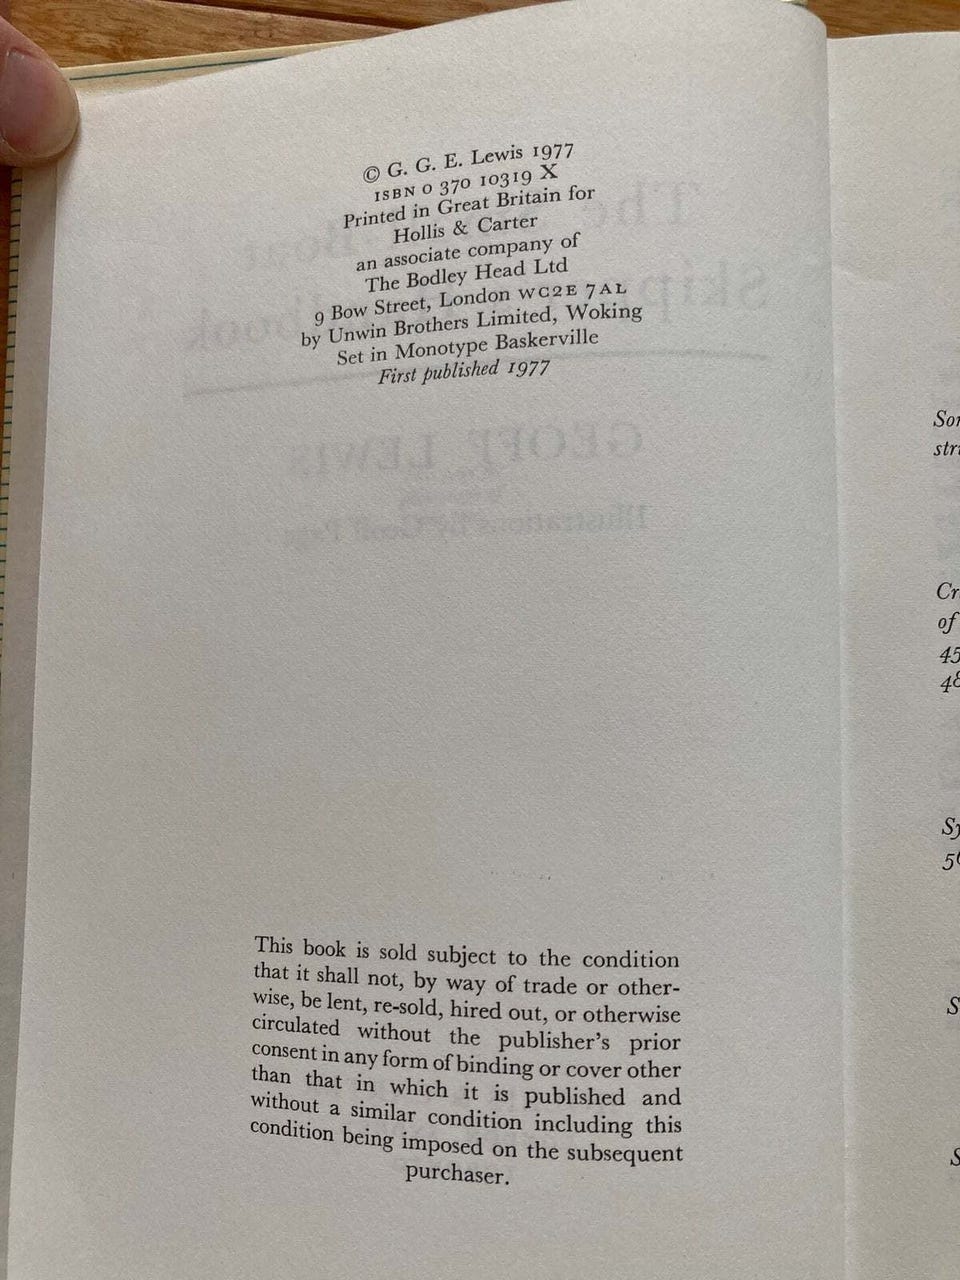 © G. G. E. Lewis 1977
ISBN 0 370 10319 X
Printed in Great Britain for
Hollis & Carter
an associate company of
The Bodley Head Ltd
9 Bow Street, London WC2E 7AL
by Unwin Brothers Limited, Woking
Set in Monotype Baskerville
First published 1977
GEOFF LEWIS
This book is sold subject to the condition
that it shall not, by way of trade or other-
wise, be lent, re-sold, hired out, or otherwise
circulated without the publisher's prior
consent in any form of binding or cover other
than that in which it is published and
without a similar condition including this
condition being imposed on the subsequent
purchaser.
of
45